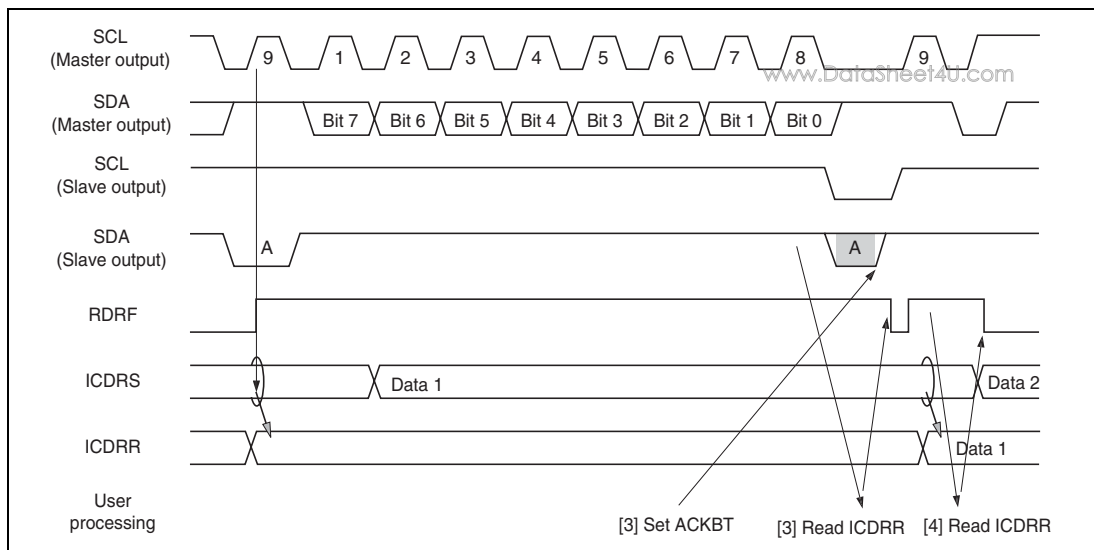 SCL
(Master output)
9 1 2 3 4 5 6 7 8 9
www.DataSheet4U.com
SDA
(Master output)
Bit 7 Bit 6 Bit 5 Bit 4 Bit 3 Bit 2 Bit 1 Bit 0
SCL
(Slave output)
SDA
(Slave output)
A A
RDRF
ICDRS
Data 1 Data 2
ICDRR
Data 1
User
processing
[3] Set ACKBT [3] Read ICDRR [4] Read ICDRR